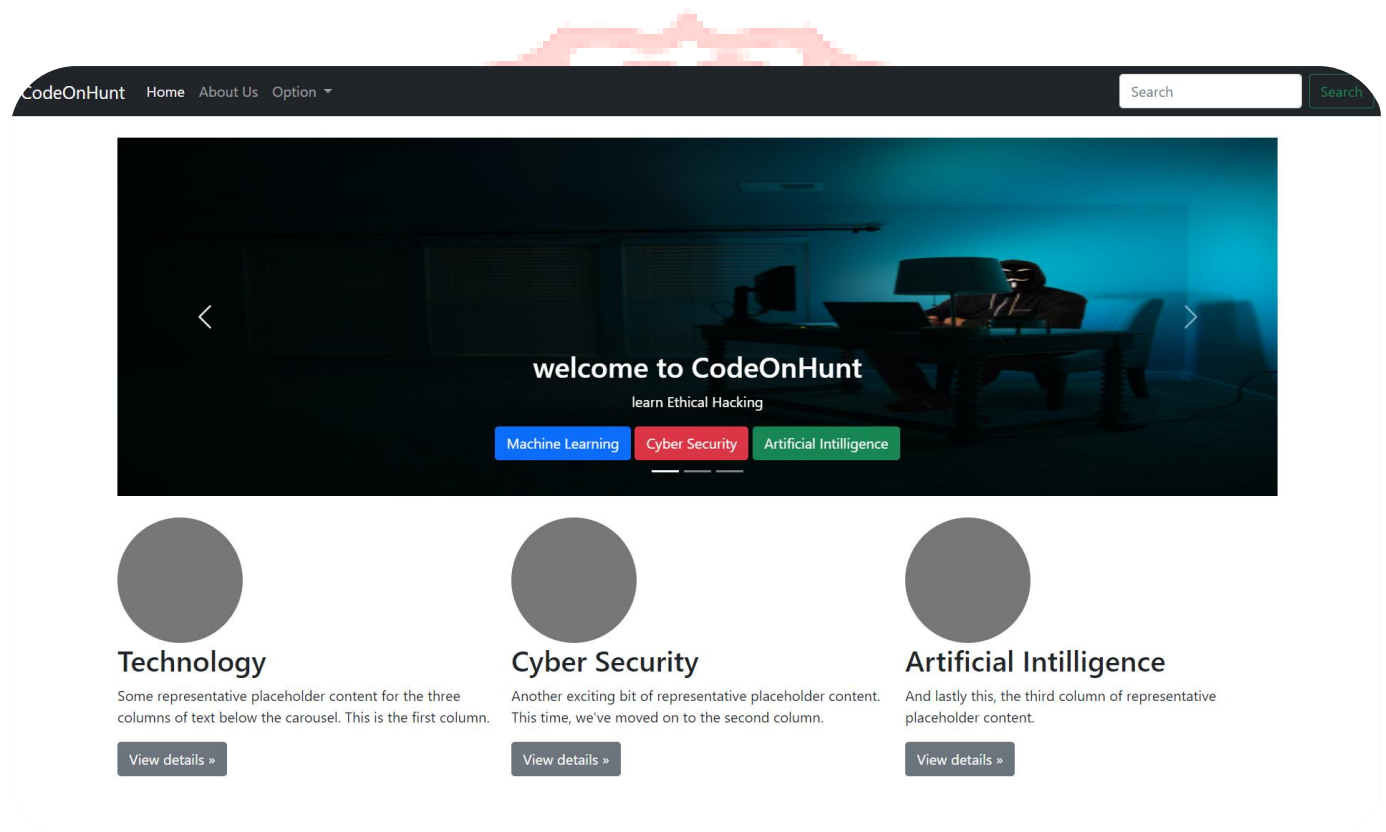 CodeOnHunt Home About Us Option Search Search
welcome to CodeOnHunt
learn Ethical Hacking
Machine Learning Cyber Security Artificial Intilligence
Technology
Some representative placeholder content for the three
columns of text below the carousel. This is the first column.
View details »
Cyber Security
Another exciting bit of representative placeholder content.
This time, we've moved on to the second column.
View details »
Artificial Intilligence
And lastly this, the third column of representative
placeholder content.
View details »